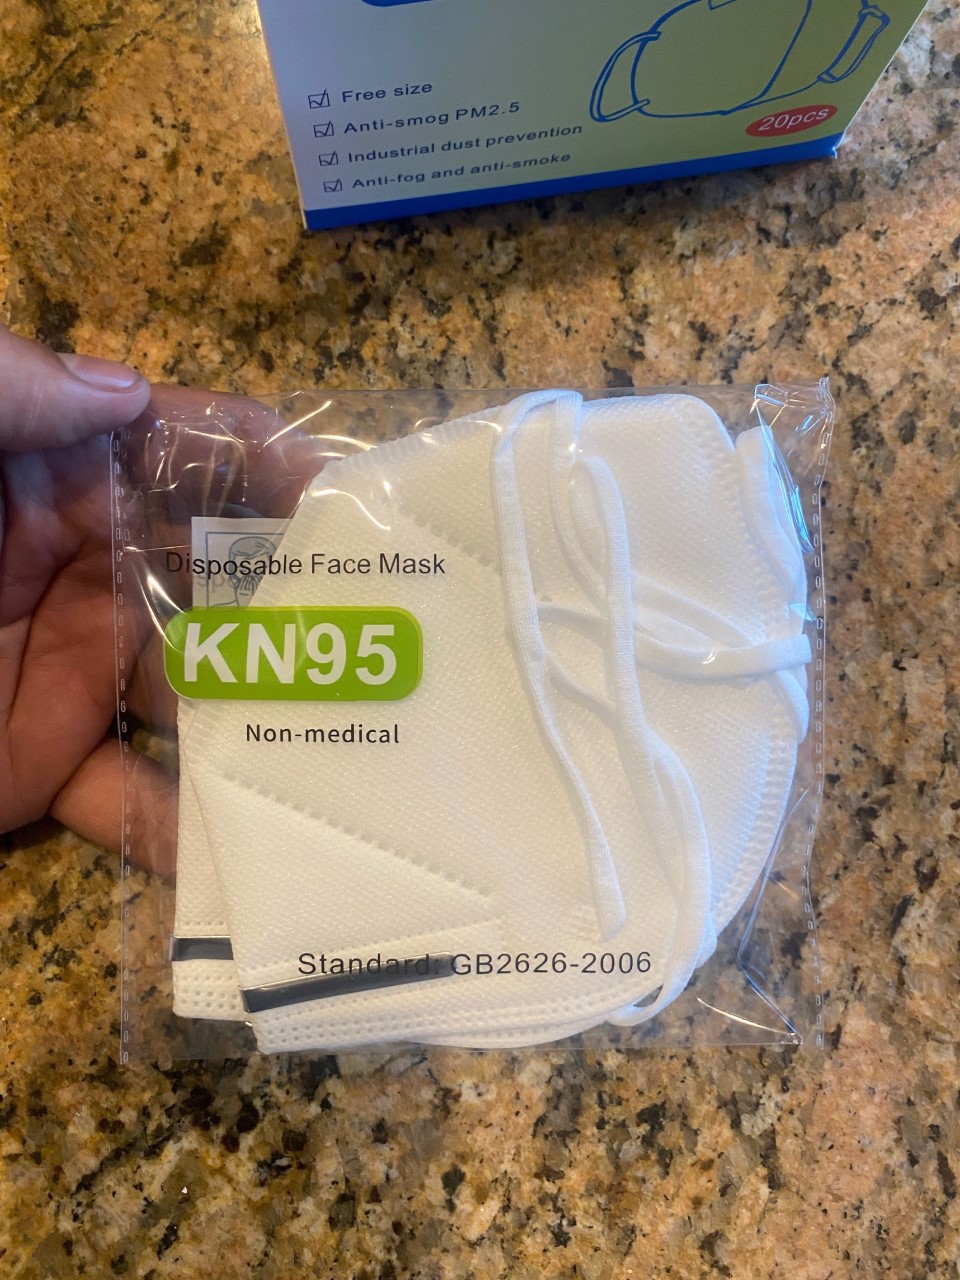 Free size
Anti-smog PM2.5
Industrial dust prevention
Anti-fog and anti-smoke
20pcs
Disposable Face Mask
KN95
Non-medical
Standard: GB2626-2006